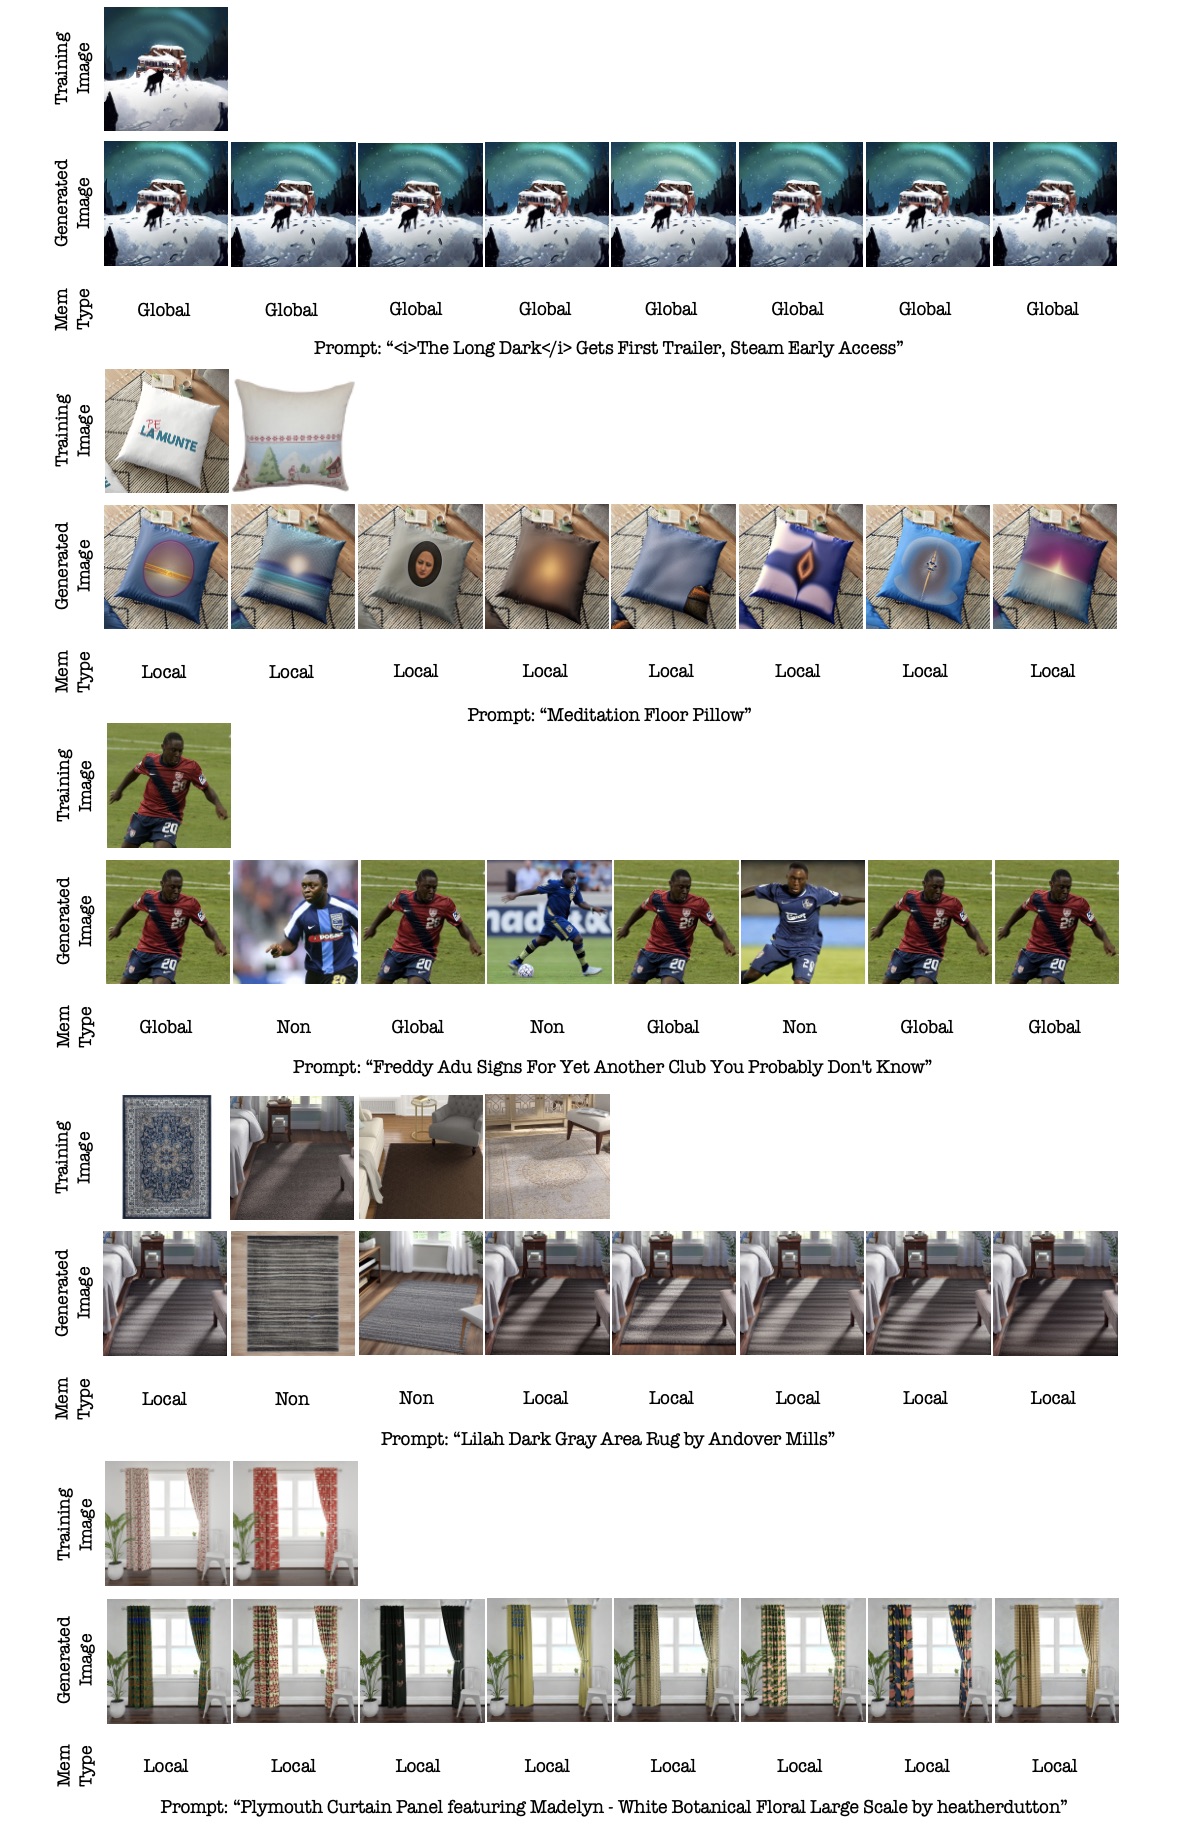 Training
Image
Generated
Image
Mem
Type
Global Global Global Global Global Global Global Global
Prompt: “<i>The Long Dark</i> Gets First Trailer, Steam Early Access”
Training
Image
PE
LA MUNTE
Generated
Image
Mem
Type
Local Local Local Local Local Local Local Local
Prompt: “Meditation Floor Pillow”
Training
Image
20
Generated
Image
20 20 20 20 20
Mem
Type
Global Non Global Non Global Non Global Global
Prompt: “Freddy Adu Signs For Yet Another Club You Probably Don't Know”
Training
Image
Generated
Image
Mem
Type
Local Non Non Local Local Local Local Local
Prompt: “Lilah Dark Gray Area Rug by Andover Mills”
Training
Image
Generated
Image
Mem
Type
Local Local Local Local Local Local Local Local
Prompt: “Plymouth Curtain Panel featuring Madelyn - White Botanical Floral Large Scale by heatherdutton”